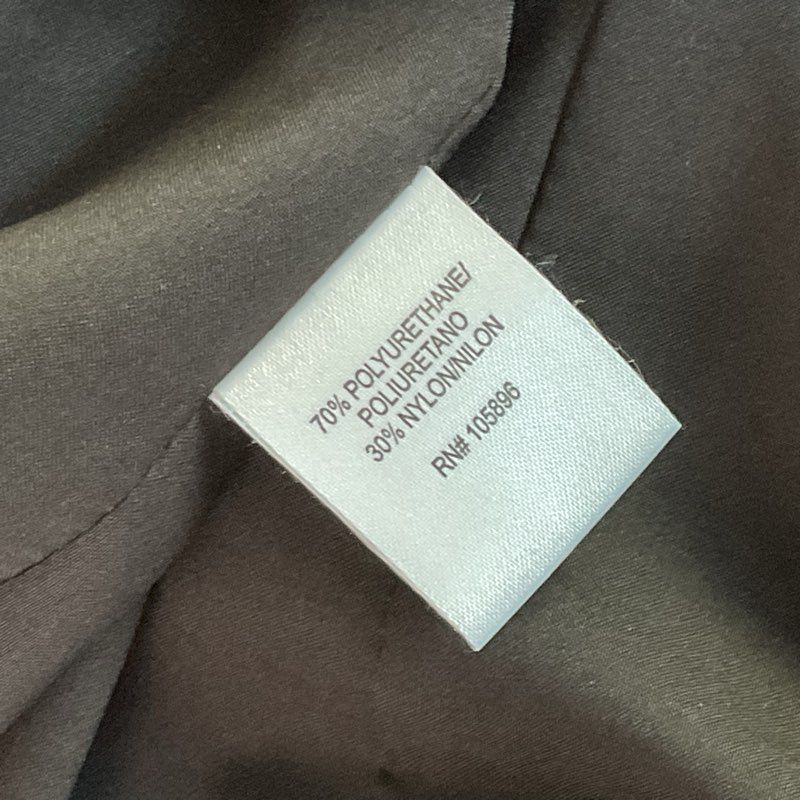 70% POLYURETHANE/
POLIURETANO
30% NYLON/NILON
RN# 105896